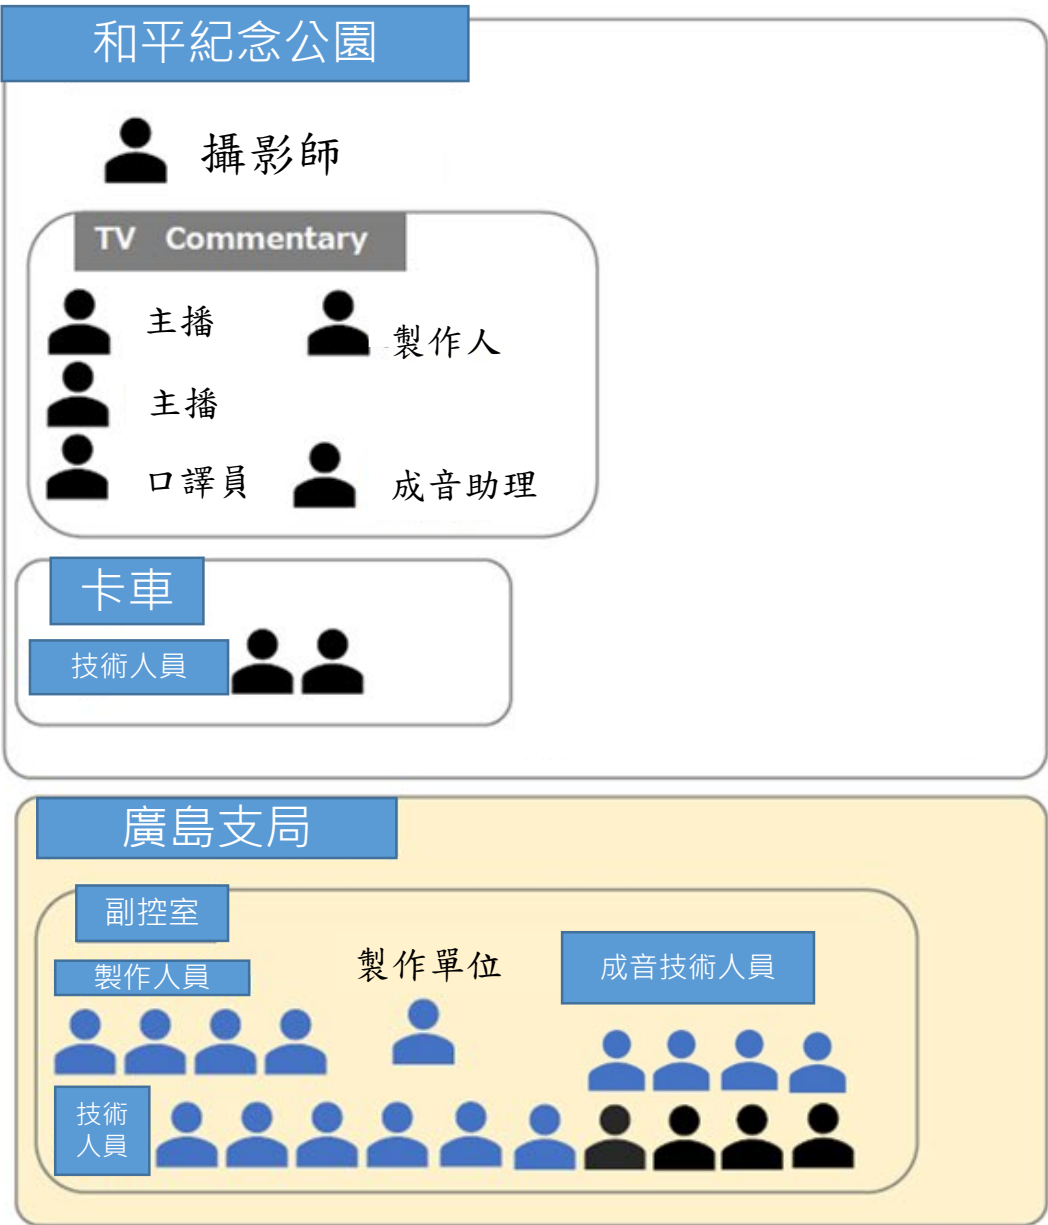 和平紀念公園
攝影師
TV Commentary
主播
製作人
主播
口譯員
成音助理
卡車
技術人員
廣島支局
副控室
製作人員
製作單位
成音技術人員
技術
人員